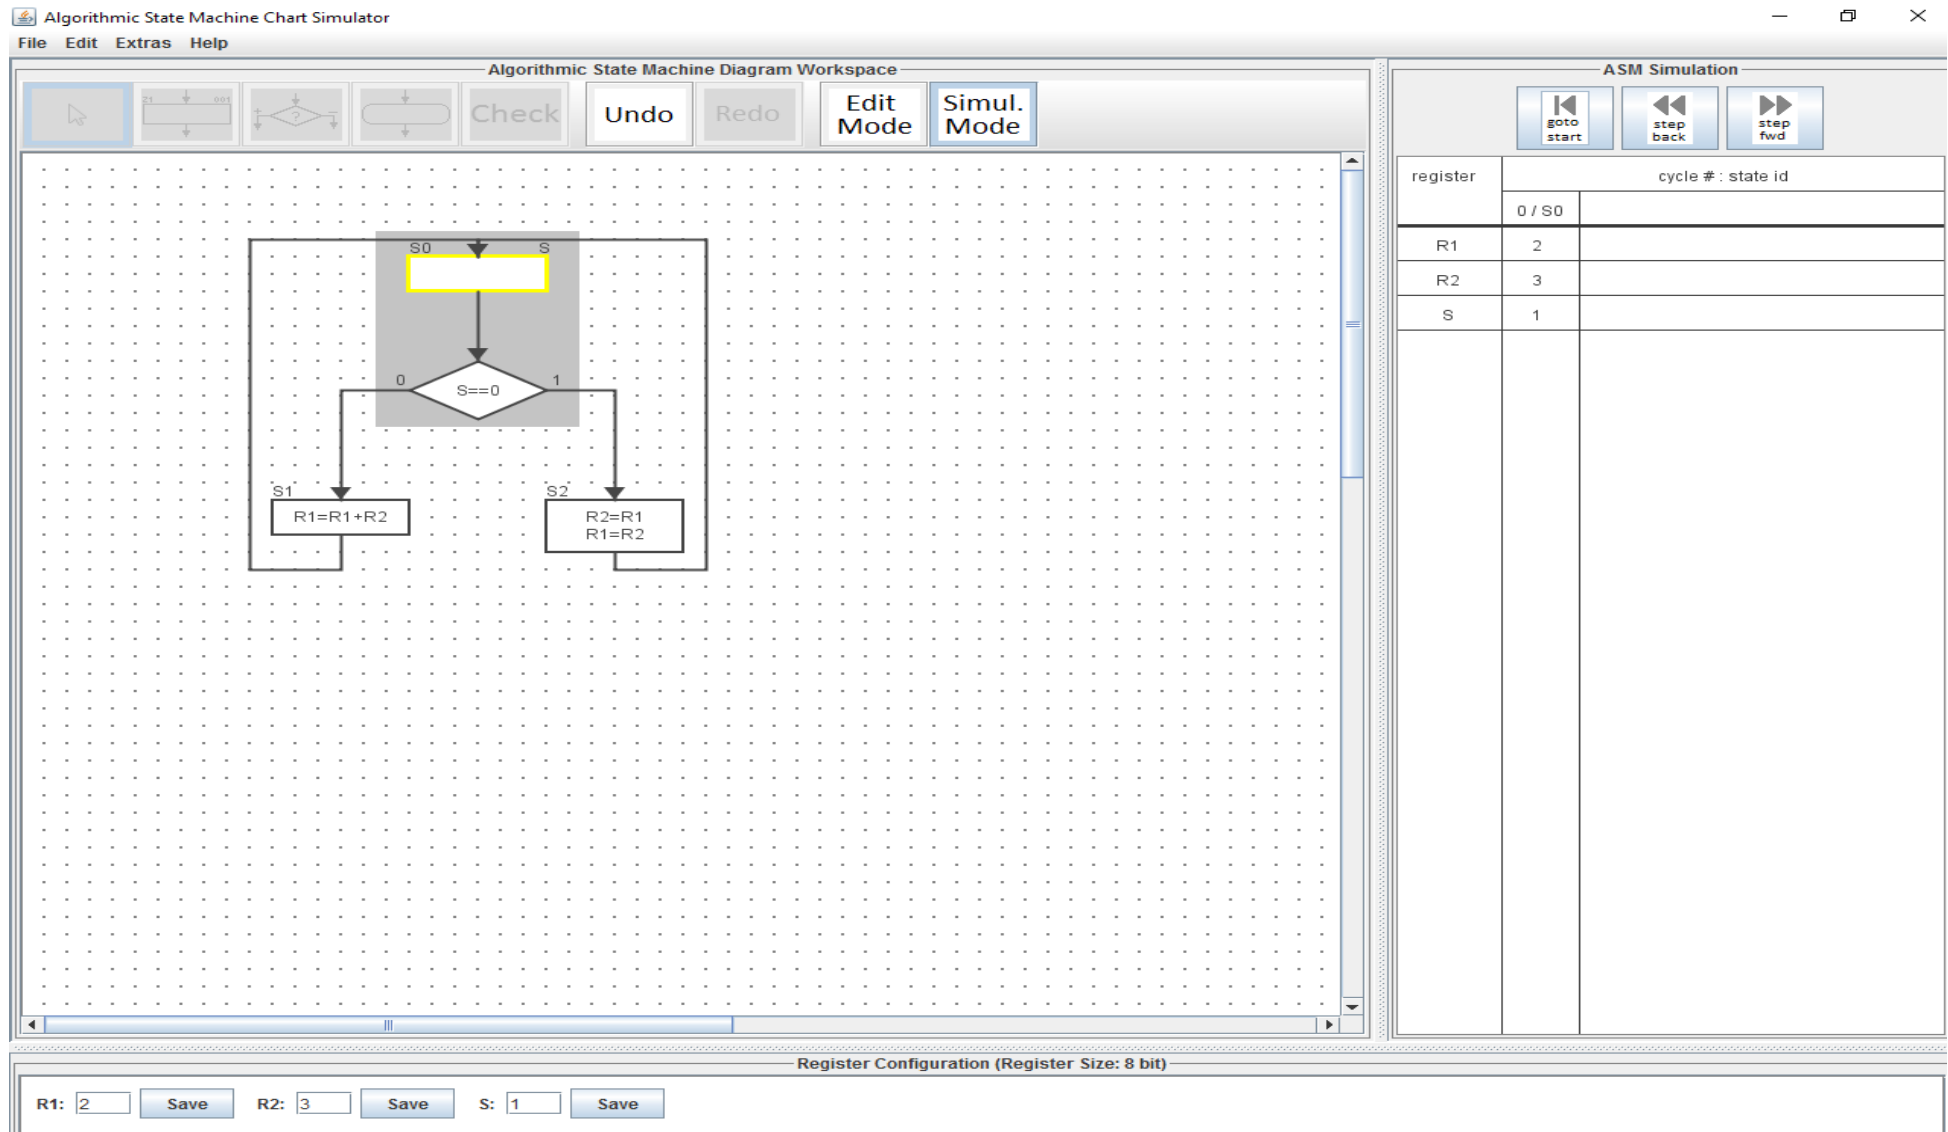 Algorithmic State Machine Chart Simulator
File Edit Extras Help
Algorithmic State Machine Diagram Workspace
21 001
?
Check
Undo
Redo
Edit
Mode
Simul.
Mode
S0 S
0 S==0 1
S1
R1=R1+R2
S2
R2=R1
R1=R2
ASM Simulation
goto
start
step
back
step
fwd
register cycle # : state id
0 / S0
R1 2
R2 3
S 1
Register Configuration (Register Size: 8 bit)
R1: 2 Save R2: 3 Save S: 1 Save